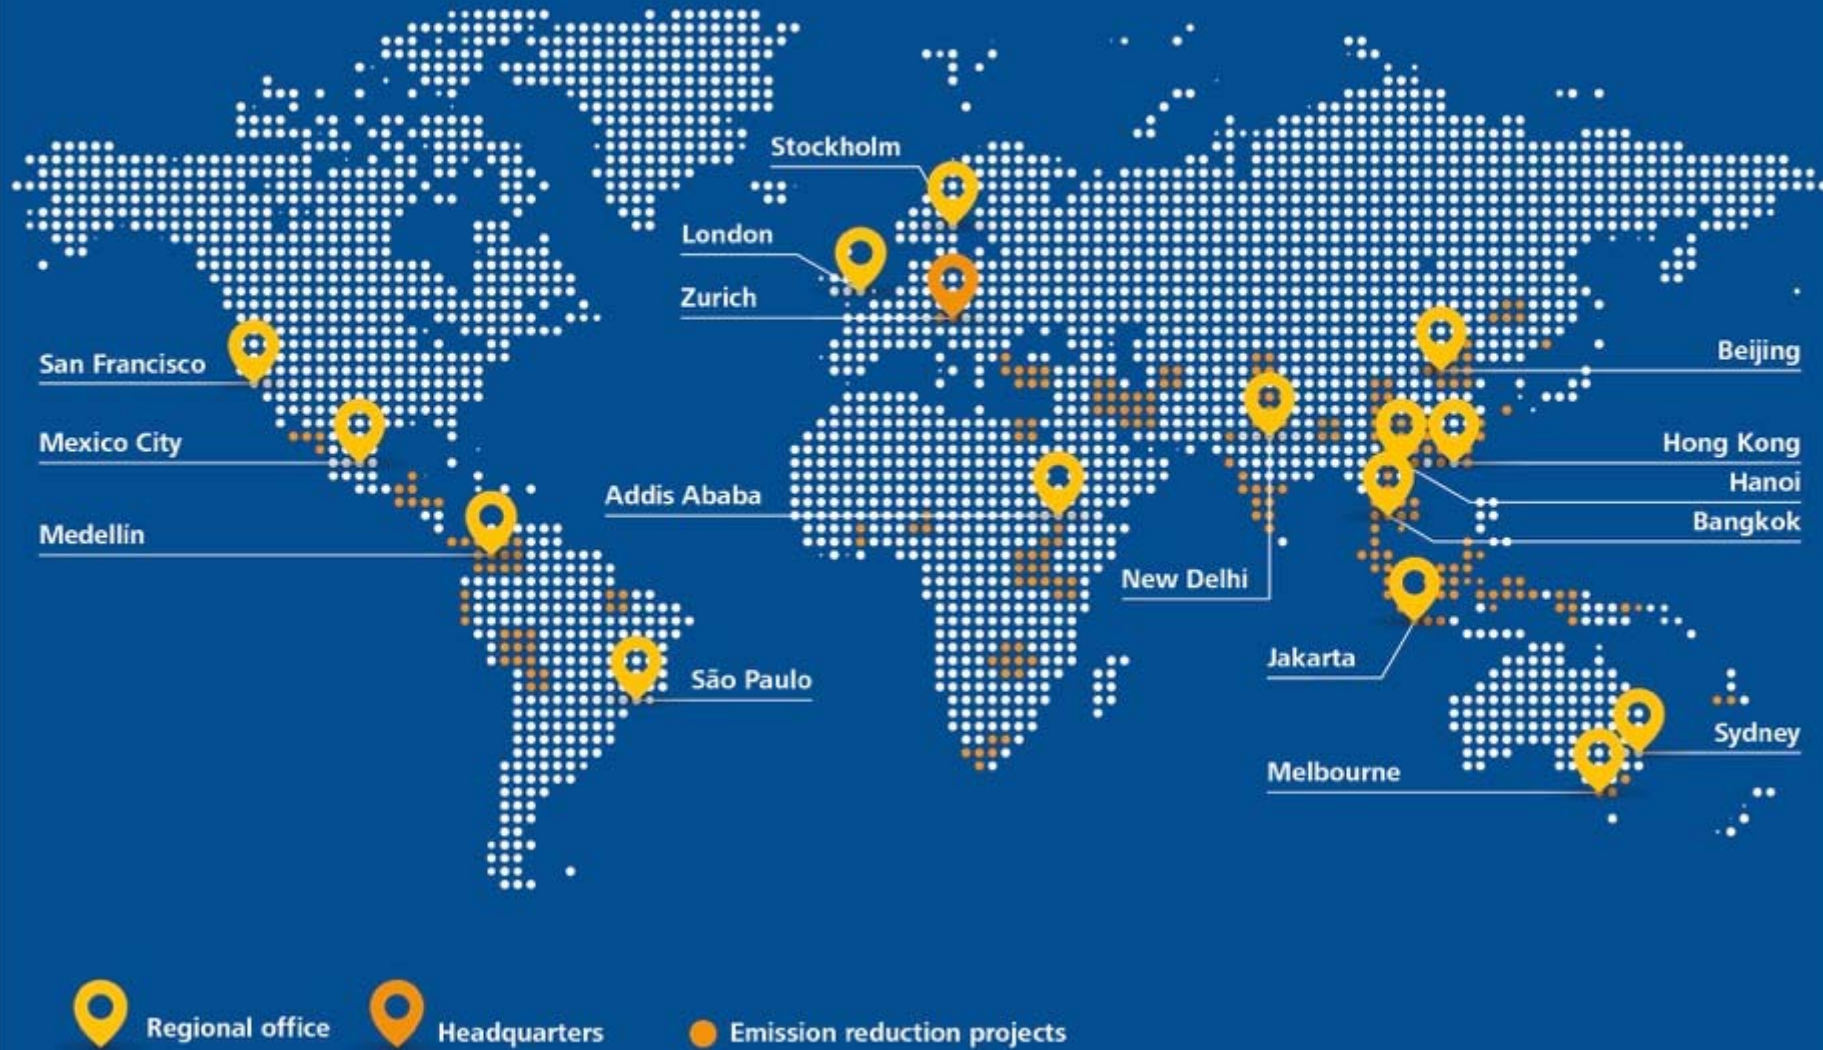 Stockholm
London
Zurich
San Francisco
Beijing
Mexico City
Hong Kong
Hanoi
Addis Ababa
Bangkok
Medellín
New Delhi
Jakarta
São Paulo
Sydney
Melbourne
Regional office
Headquarters
Emission reduction projects